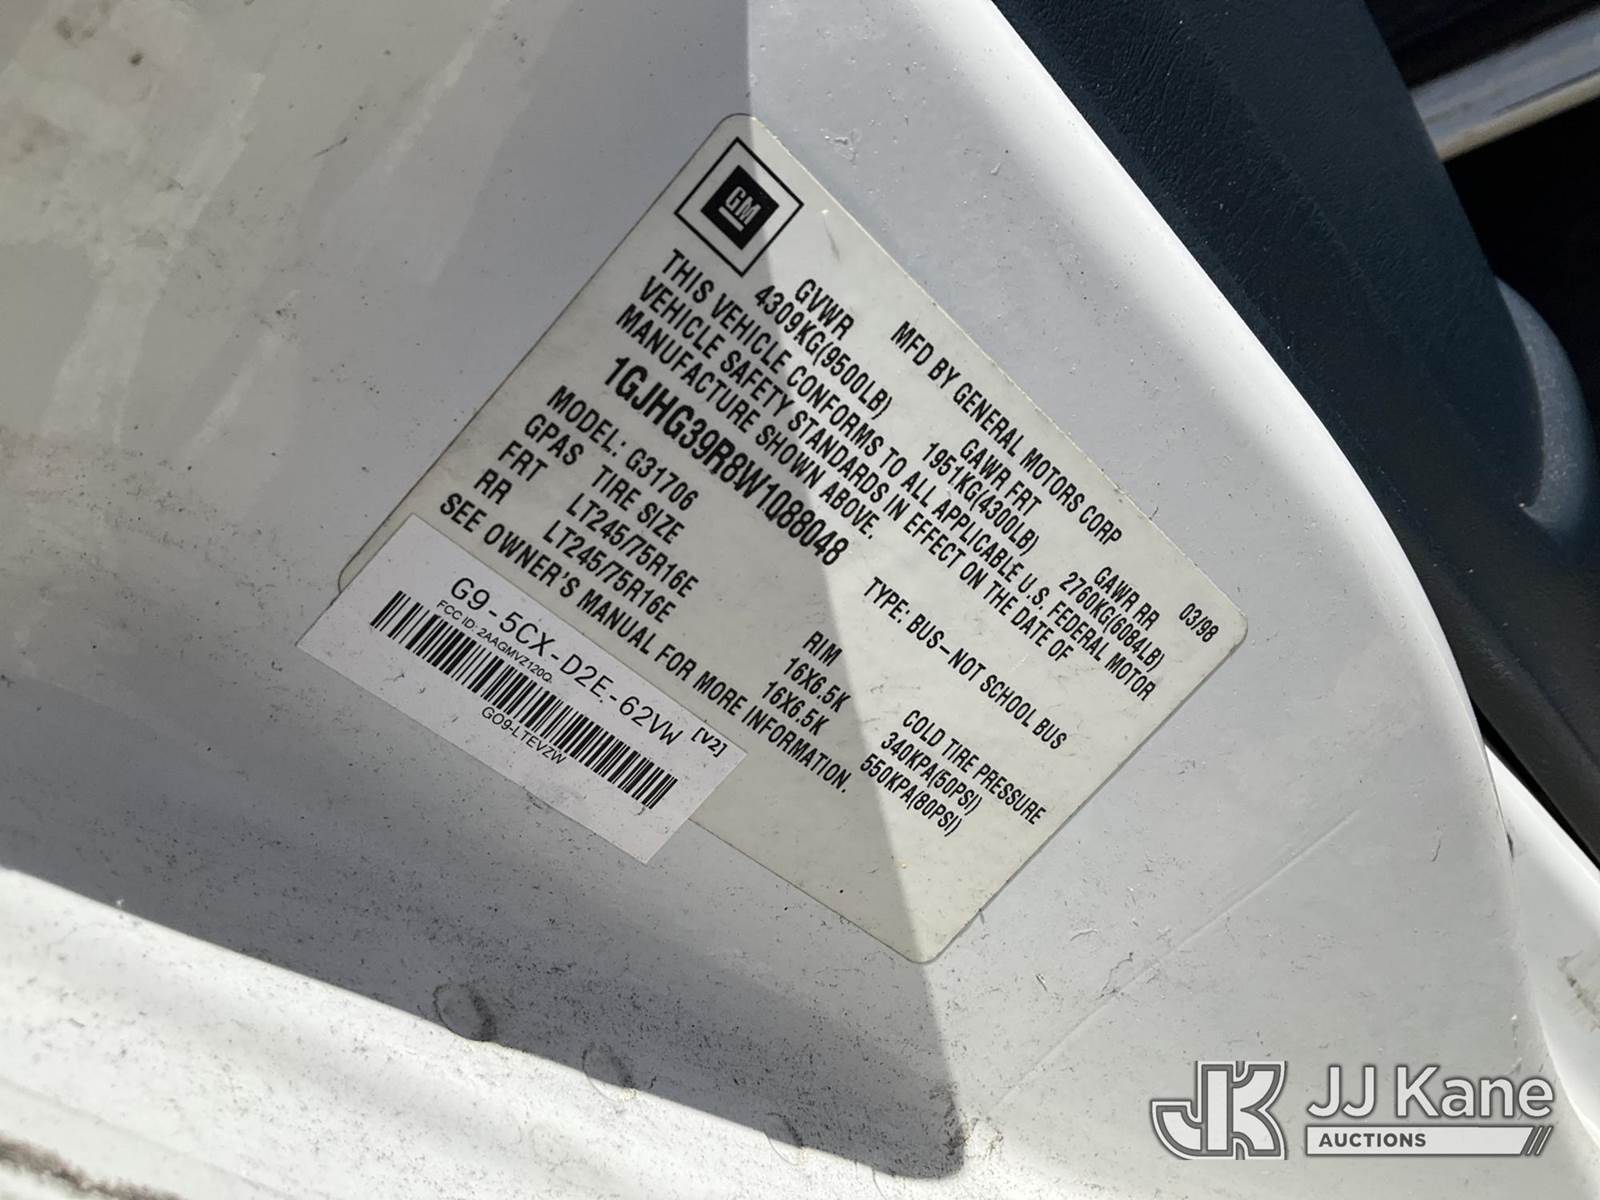 GM
MFD BY GENERAL MOTORS CORP 03/98
GVWR GAWR FRT GAWR RR
4309KG(9500LB) 1951KG(4300LB) 2760KG(6084LB)
THIS VEHICLE CONFORMS TO ALL APPLICABLE U.S. FEDERAL MOTOR
VEHICLE SAFETY STANDARDS IN EFFECT ON THE DATE OF
MANUFACTURE SHOWN ABOVE.
1GJHG39R8W1088048 TYPE: BUS-NOT SCHOOL BUS
MODEL: G31706
GPAS TIRE SIZE RIM COLD TIRE PRESSURE
FRT LT245/75R16E 16X6.5K 340KPA(50PSI)
RR LT245/75R16E 16X6.5K 550KPA(80PSI)
SEE OWNER'S MANUAL FOR MORE INFORMATION.
G9-5CX-D2E-62VW [V2]
FCC ID: 2AAGMVZ120Q.
GO9-LTEVZW
JK JJ Kane
AUCTIONS